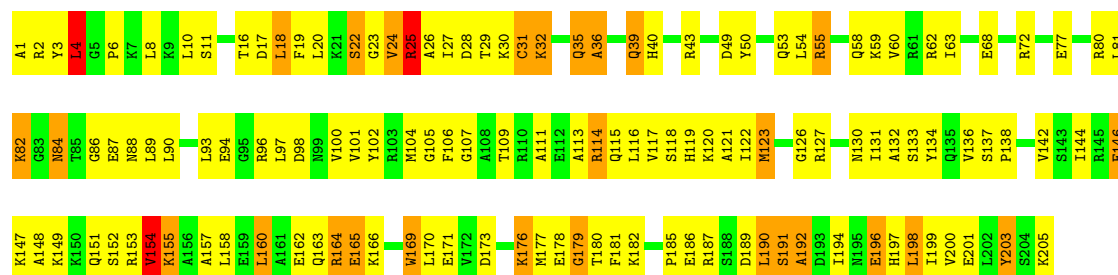 A1 R2 Y3 L4 G5 P6 K7 L8 K9 L10 S11 T16 D17 L18 F19 L20 K21 S22 G23 V24 R25 A26 I27 D28 T29 K30 C31 K32 Q35 A36 Q39 H40 R43 D49 Y50 Q53 L54 R55 Q58 K59 V60 R61 R62 I63 E68 R72 E77 R80 L81
K82 G83 N84 T85 G86 E87 N88 L89 L90 L93 E94 G95 R96 L97 D98 N99 V100 V101 Y102 R103 M104 G105 F106 G107 A108 T109 R110 A111 E112 A113 R114 Q115 L116 V117 S118 H119 K120 A121 I122 M123 G126 R127 N130 I131 A132 S133 Y134 Q135 V136 S137 P138 V142 S143 I144 R145 E146
K147 A148 K149 K150 Q151 S152 R153 V154 K155 A156 A157 L158 E159 L160 A161 E162 Q163 R164 E165 K166 W169 L170 E171 V172 D173 K176 M177 E178 G179 T180 F181 K182 P185 E186 R187 S188 D189 L190 S191 A192 D193 I194 N195 E196 H197 L198 I199 V200 E201 L202 Y203 S204 K205